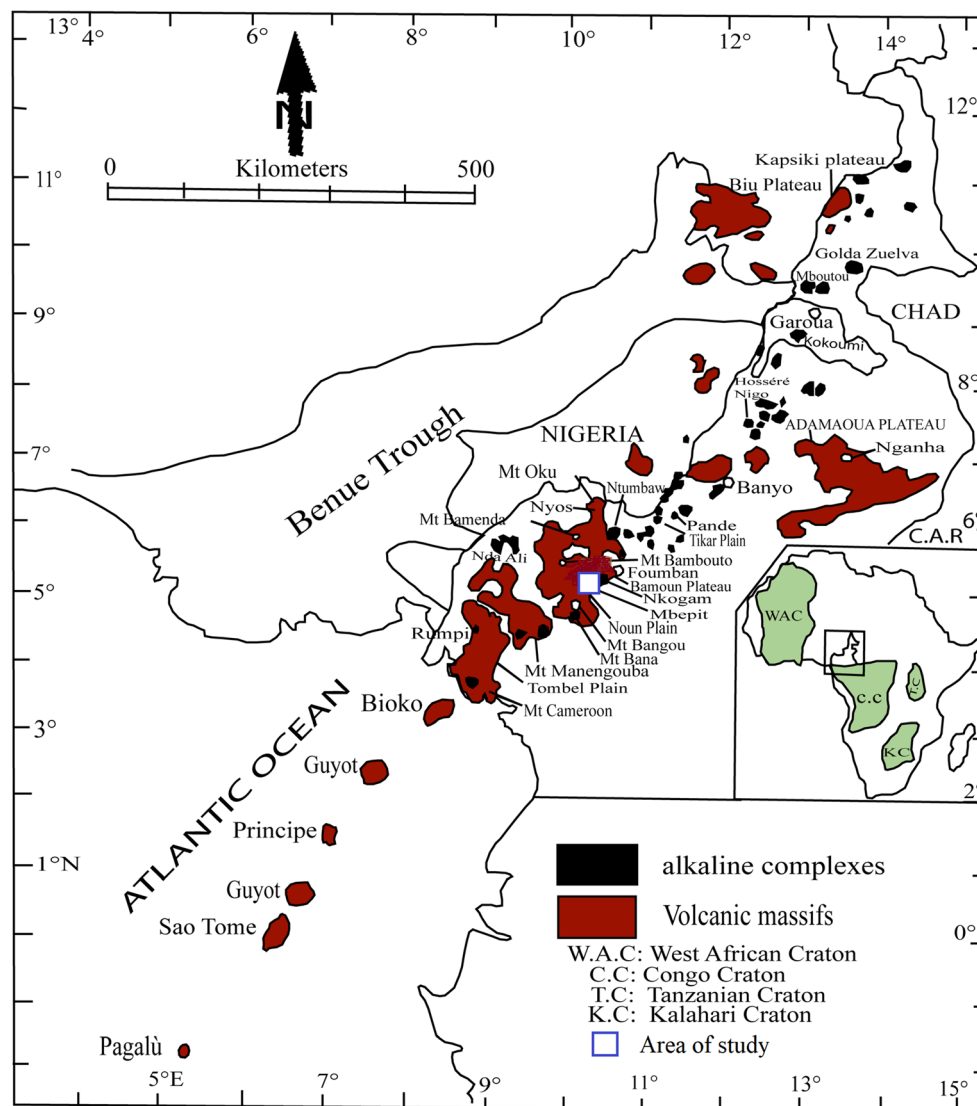 13°
4°
6°
8°
10°
12°
14°
12°
N
0
Kilometers
500
11°
Kapsiki plateau
Biu Plateau
Golda Zuelva
Mboutou
CHAD
9°
Garoua
Kokoumi
8°
Hosséré
Nigo
ADAMAOUA PLATEAU
Benue Trough
NIGERIA
7°
Nganha
Mt Oku
Ntumbaw
Banyo
Nyos
Mt Bamenda
Pande
Tikar Plain
6°
C.A.R
Nda Ali
Mt Bambouto
Foumban
5°
Bamoun Plateau
Nkogam
Mbepit
WAC
Noun Plain
Rumpi
Mt Bangou
Mt Bana
Mt Manengouba
Tombel Plain
c.c
T.C
Bioko
Mt Cameroon
3°
KC
ATLANTIC OCEAN
Guyot
2°
Principe
1°N
alkaline complexes
Guyot
Volcanic massifs
Sao Tome
0°
W.A.C: West African Craton
C.C: Congo Craton
T.C: Tanzanian Craton
K.C: Kalahari Craton
Area of study
Pagalù
5°E
7°
9°
11°
13°
15°